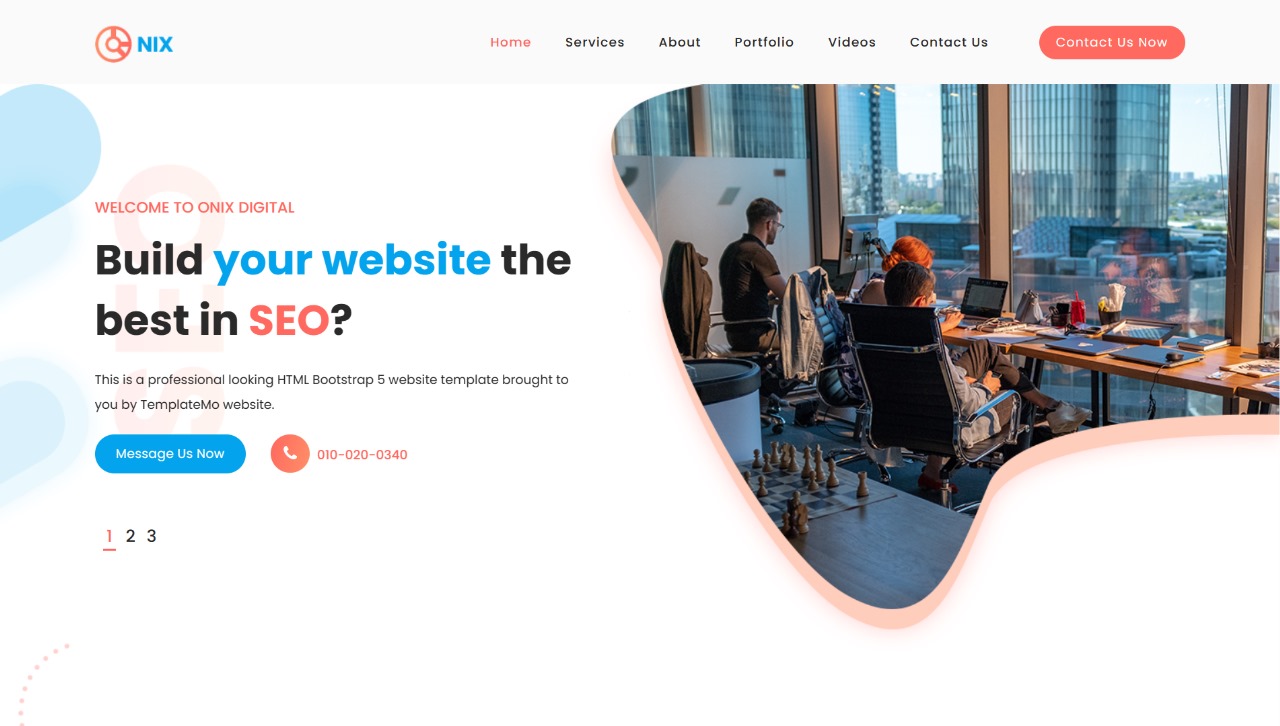 NIX
Home Services About Portfolio Videos Contact Us Contact Us Now
SEO
WELCOME TO ONIX DIGITAL
Build your website the
best in SEO?
This is a professional looking HTML Bootstrap 5 website template brought to
you by TemplateMo website.
Message Us Now 010-020-0340
1 2 3